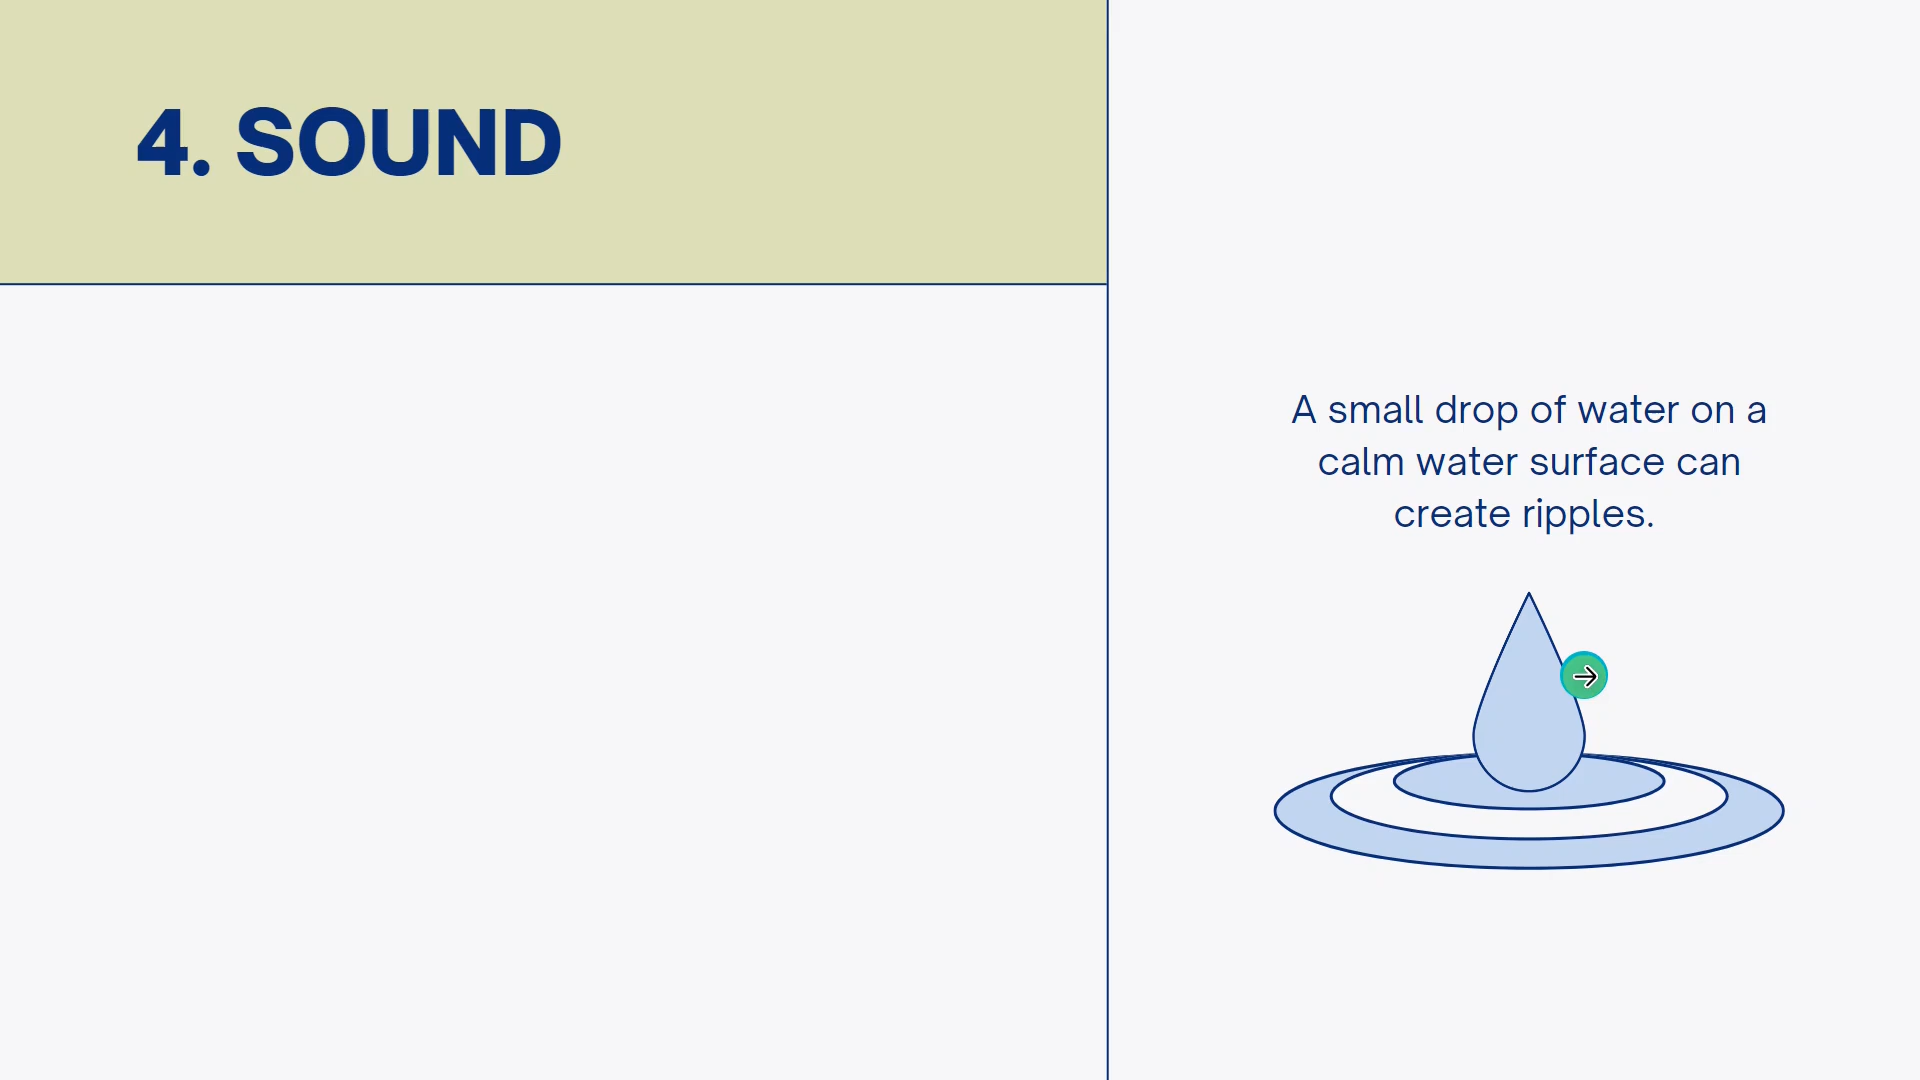 4. SOUND
A small drop of water on a
calm water surface can
create ripples.